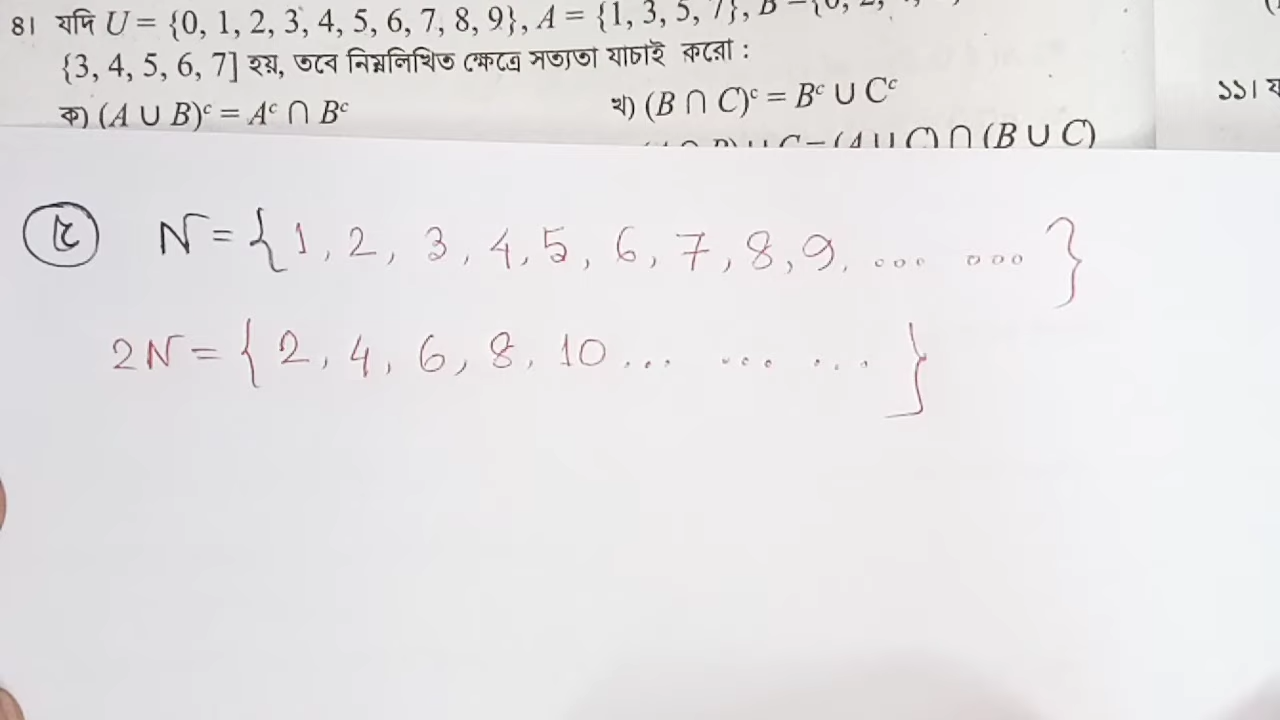 ৪। যদি U = {0, 1, 2, 3, 4, 5, 6, 7, 8, 9}, A = {1, 3, 5, 7}, B = {0, 2,
{3, 4, 5, 6, 7] হয়, তবে নিম্নলিখিত ক্ষেত্রে সত্যতা যাচাই করো :
ক) (A ∪ B)ᶜ = Aᶜ ∩ Bᶜ
খ) (B ∩ C)ᶜ = Bᶜ ∪ Cᶜ
১১। য
∪ C = (A ∪ C) ∩ (B ∪ C)
N = {1, 2, 3, 4, 5, 6, 7, 8, 9, ... ... }
2N = { 2, 4, 6, 8, 10 ... ... ... }